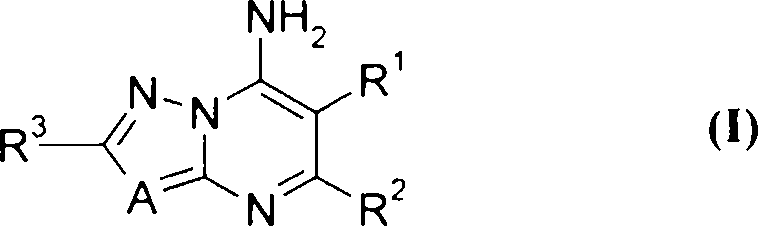 NH₂
N N R¹
R³ (I)
A N R²